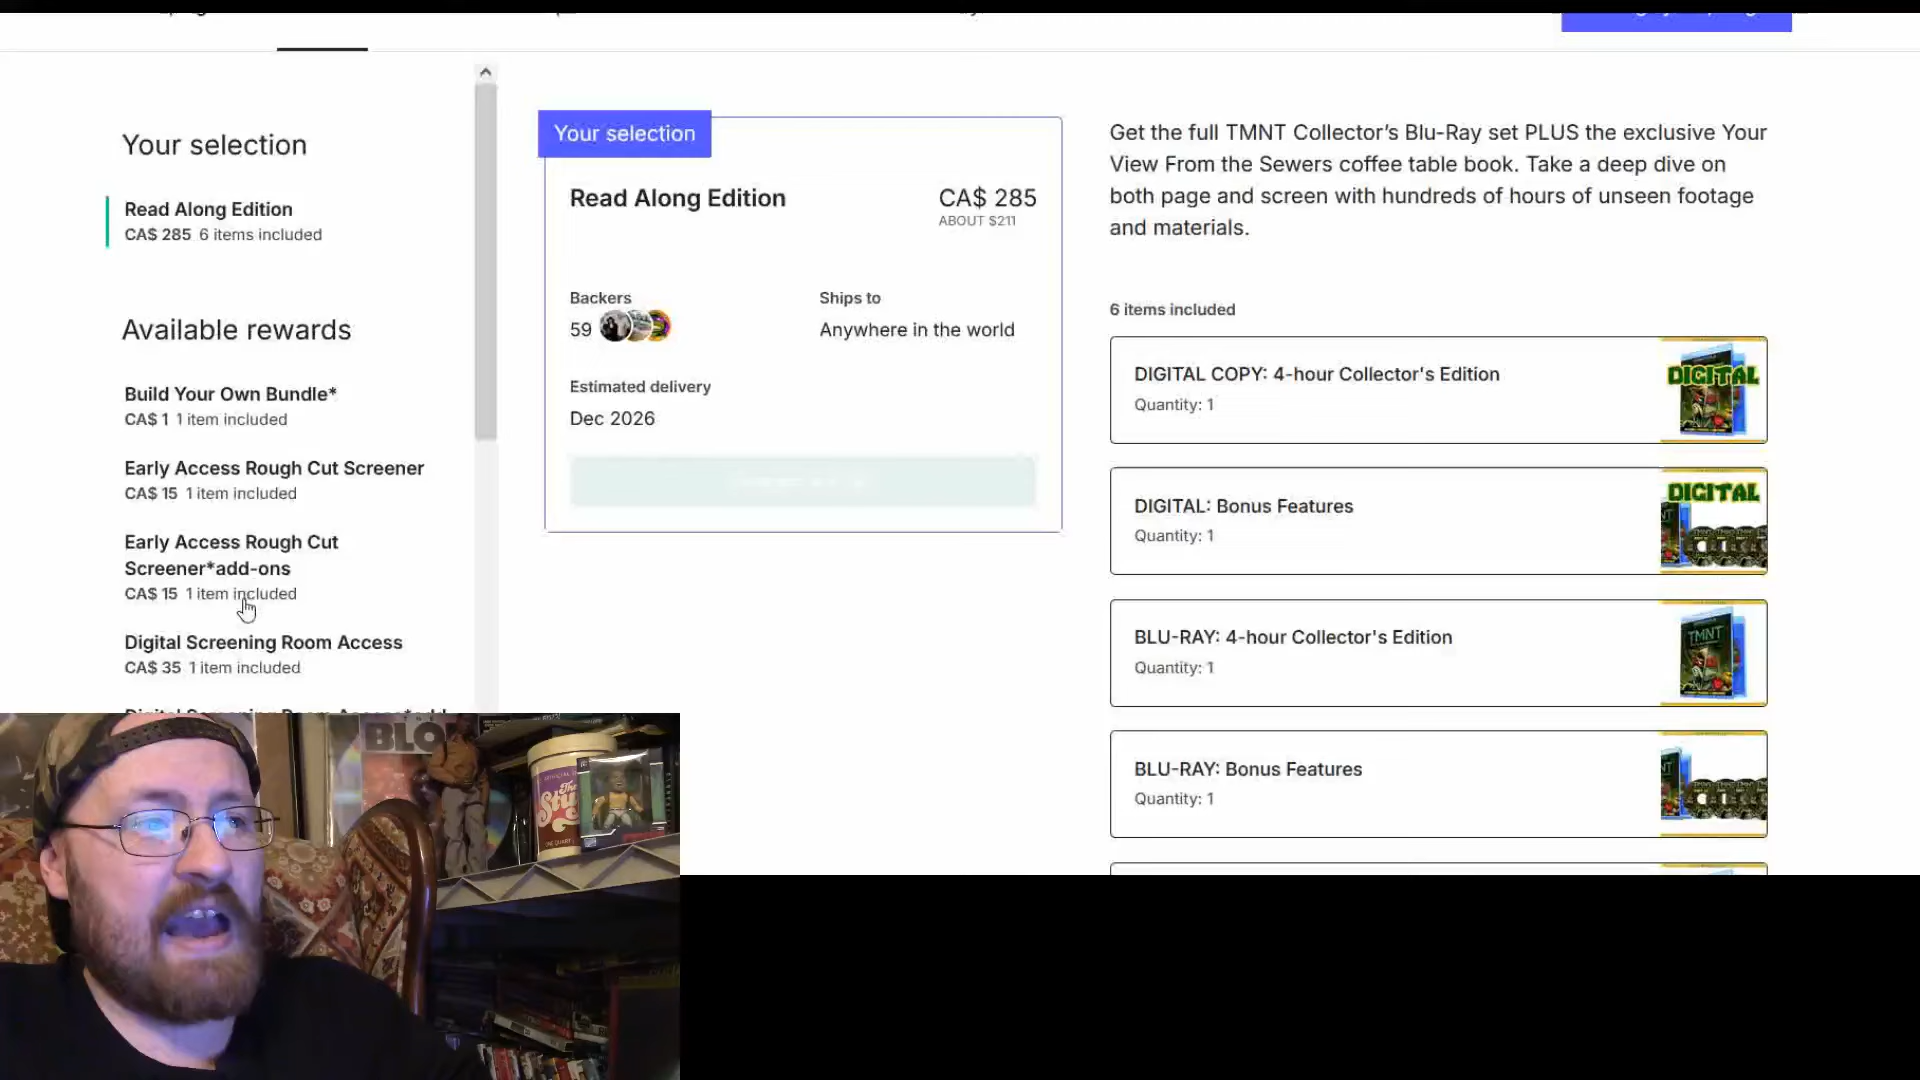 Your selection
Read Along Edition
CA$ 285 6 items included
Available rewards
Build Your Own Bundle*
CA$ 1 1 item included
Early Access Rough Cut Screener
CA$ 15 1 item included
Early Access Rough Cut
Screener*add-ons
CA$ 15 1 item included
Digital Screening Room Access
CA$ 35 1 item included
Your selection
Read Along Edition
CA$ 285
ABOUT $211
Backers
59
Ships to
Anywhere in the world
Estimated delivery
Dec 2026
Get the full TMNT Collector's Blu-Ray set PLUS the exclusive Your
View From the Sewers coffee table book. Take a deep dive on
both page and screen with hundreds of hours of unseen footage
and materials.
6 items included
DIGITAL COPY: 4-hour Collector's Edition
Quantity: 1
DIGITAL
DIGITAL: Bonus Features
Quantity: 1
DIGITAL
BLU-RAY: 4-hour Collector's Edition
Quantity: 1
TMNT
BLU-RAY: Bonus Features
Quantity: 1
BLO
The
Stu